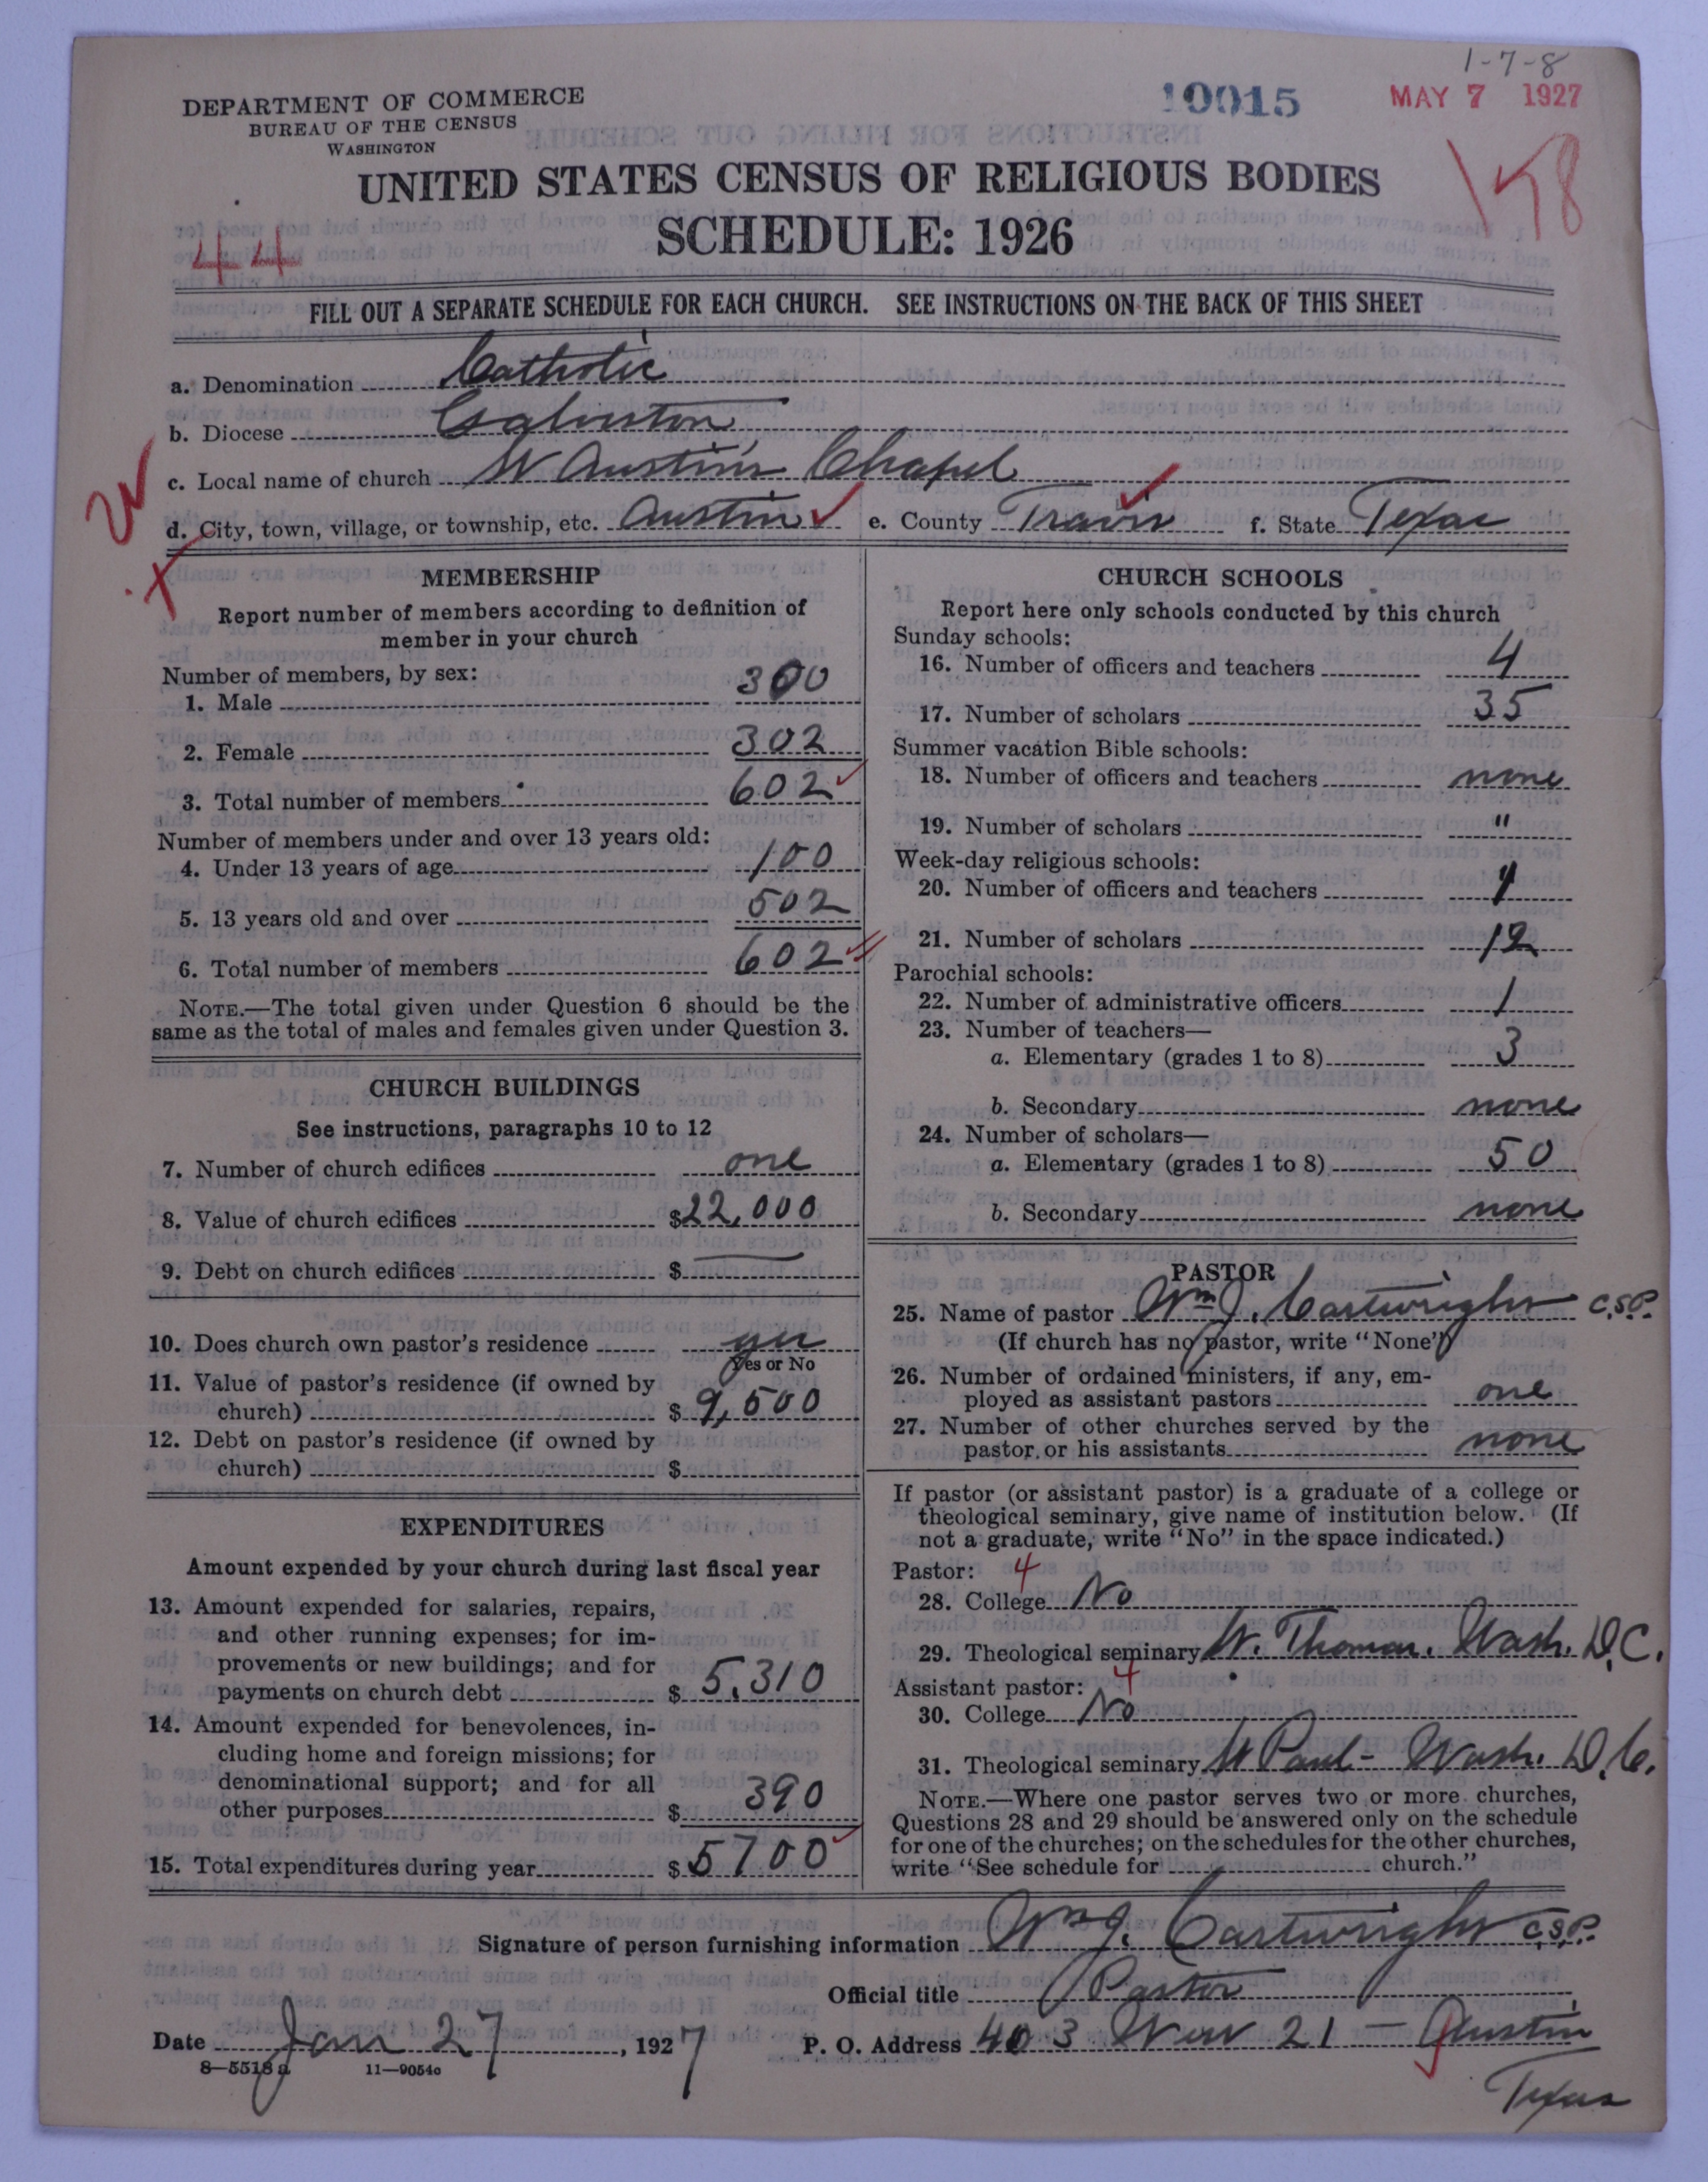 1-7-8
DEPARTMENT OF COMMERCE
BUREAU OF THE CENSUS
WASHINGTON
10015
MAY 7 1927
UNITED STATES CENSUS OF RELIGIOUS BODIES
SCHEDULE: 1926
44
FILL OUT A SEPARATE SCHEDULE FOR EACH CHURCH. SEE INSTRUCTIONS ON THE BACK OF THIS SHEET
a. Denomination Catholic
b. Diocese Galveston
c. Local name of church St Austin's Chapel
d. City, town, village, or township, etc. Austin e. County Travis f. State Texas
MEMBERSHIP
Report number of members according to definition of
member in your church
Number of members, by sex:
1. Male 300
2. Female 302
3. Total number of members 602
Number of members under and over 13 years old:
4. Under 13 years of age 100
5. 13 years old and over 502
6. Total number of members 602
NOTE.—The total given under Question 6 should be the
same as the total of males and females given under Question 3.
CHURCH BUILDINGS
See instructions, paragraphs 10 to 12
7. Number of church edifices one
8. Value of church edifices $22,000
9. Debt on church edifices $
10. Does church own pastor's residence yes
Yes or No
11. Value of pastor's residence (if owned by
church) $ 9,500
12. Debt on pastor's residence (if owned by
church) $
EXPENDITURES
Amount expended by your church during last fiscal year
13. Amount expended for salaries, repairs,
and other running expenses; for im-
provements or new buildings; and for
payments on church debt $ 5,310
14. Amount expended for benevolences, in-
cluding home and foreign missions; for
denominational support; and for all
other purposes $ 390
15. Total expenditures during year $ 5700
CHURCH SCHOOLS
Report here only schools conducted by this church
Sunday schools:
16. Number of officers and teachers 4
17. Number of scholars 35
Summer vacation Bible schools:
18. Number of officers and teachers none
19. Number of scholars "
Week-day religious schools:
20. Number of officers and teachers
21. Number of scholars 12
Parochial schools:
22. Number of administrative officers 1
23. Number of teachers—
a. Elementary (grades 1 to 8) 3
b. Secondary none
24. Number of scholars—
a. Elementary (grades 1 to 8) 50
b. Secondary none
PASTOR
25. Name of pastor Wm J. Cartwright C.S.P.
(If church has no pastor, write "None")
26. Number of ordained ministers, if any, em-
ployed as assistant pastors one
27. Number of other churches served by the
pastor or his assistants none
If pastor (or assistant pastor) is a graduate of a college or
theological seminary, give name of institution below. (If
not a graduate, write "No" in the space indicated.)
Pastor: 4
28. College No
29. Theological seminary St. Thomas. Wash. D.C.
Assistant pastor: 4
30. College No
31. Theological seminary St Paul - Wash. D.C.
NOTE.—Where one pastor serves two or more churches,
Questions 28 and 29 should be answered only on the schedule
for one of the churches; on the schedules for the other churches,
write "See schedule for church."
Signature of person furnishing information Wm J. Cartwright C.S.P.
Official title Pastor
Date Jan 27, 1927 P. O. Address 403 West 21 - Austin
Texas
8—5518a 11—9054c